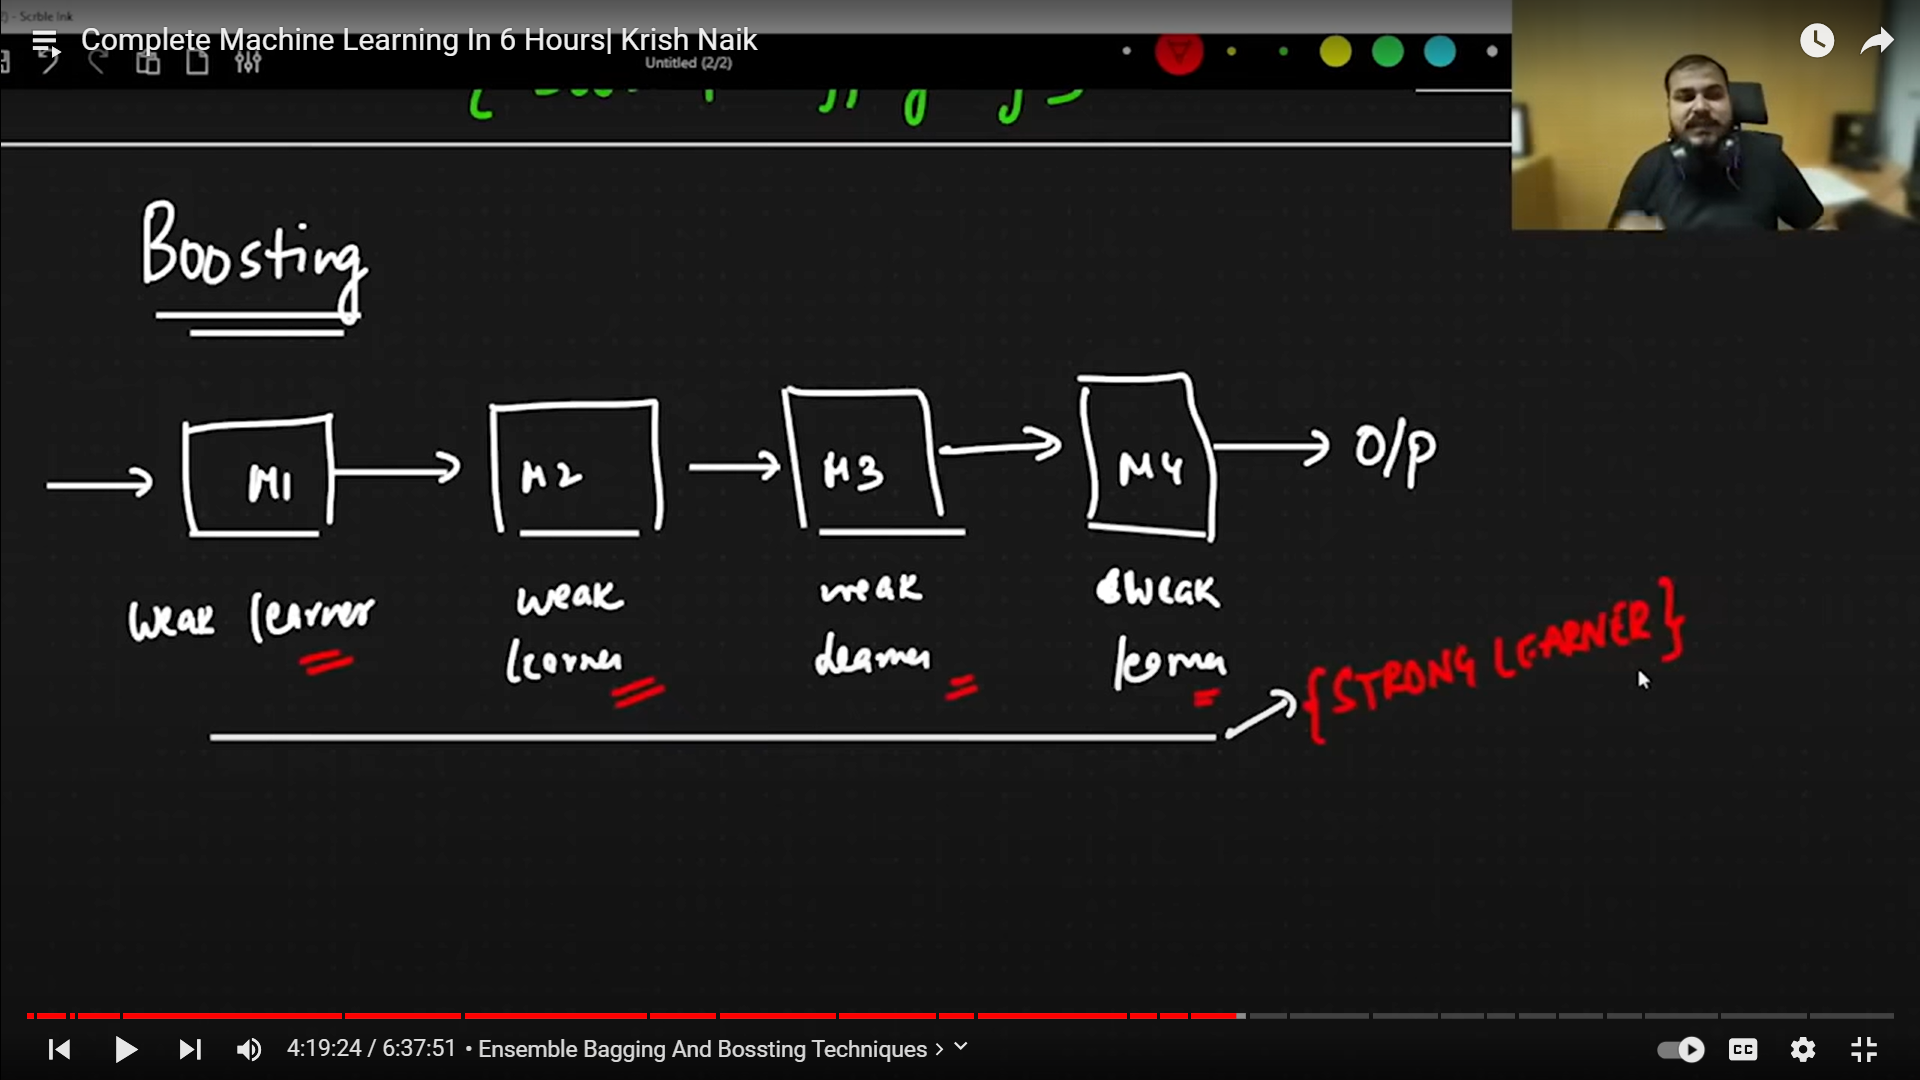 - Scrble Ink
Complete Machine Learning In 6 Hours| Krish Naik
Untitled (2/2)
Boosting
M1
M2
M3
M4
O/P
weak learner
weak
learner
weak
learner
weak
learner
{STRONG LEARNER}
4:19:24 / 6:37:51 • Ensemble Bagging And Bossting Techniques
CC